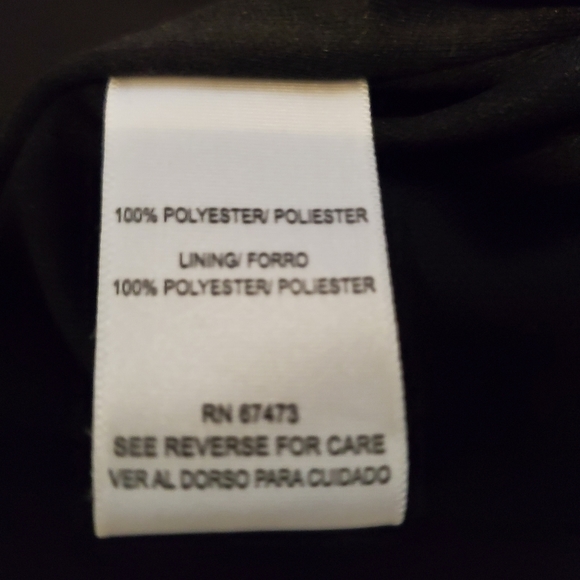 100% POLYESTER/ POLIESTER
LINING/ FORRO
100% POLYESTER/ POLIESTER
RN 67473
SEE REVERSE FOR CARE
VER AL DORSO PARA CUIDADO